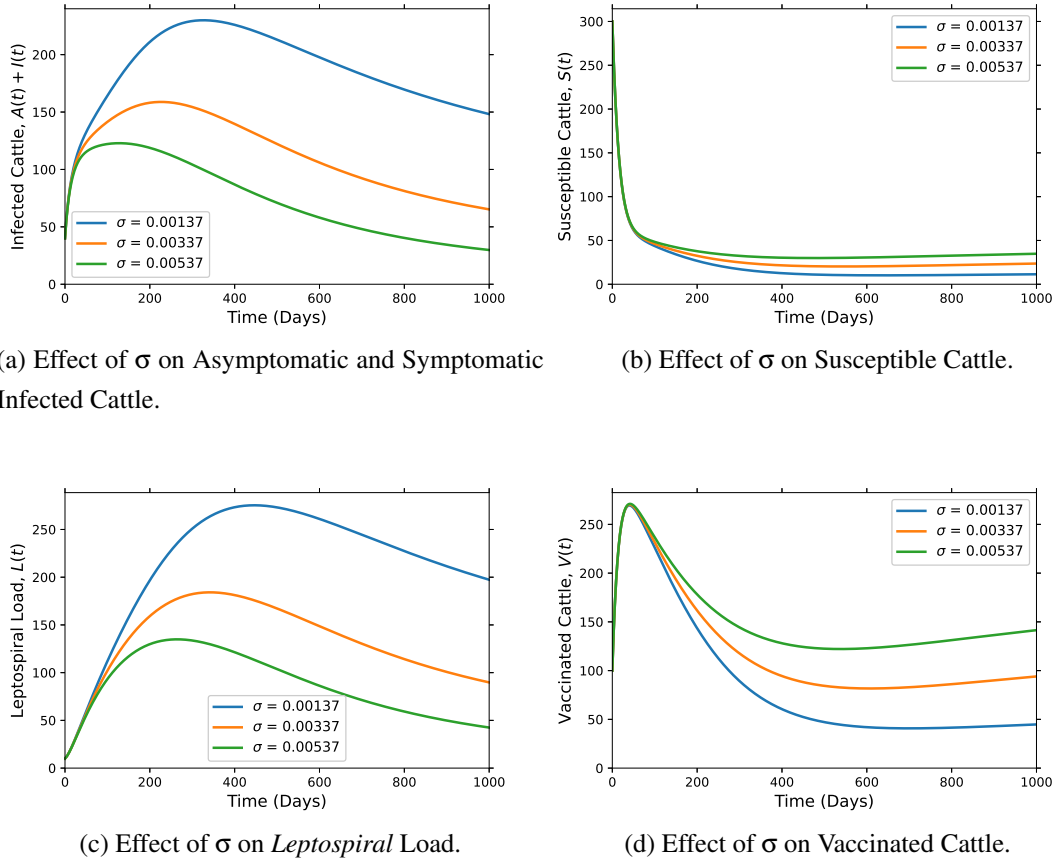 Infected Cattle, A(t) + I(t)
200
150
100
50
0
0 200 400 600 800 1000
Time (Days)
σ = 0.00137
σ = 0.00337
σ = 0.00537
(a) Effect of σ on Asymptomatic and Symptomatic
Infected Cattle.
Susceptible Cattle, S(t)
300
250
200
150
100
50
0
0 200 400 600 800 1000
Time (Days)
σ = 0.00137
σ = 0.00337
σ = 0.00537
(b) Effect of σ on Susceptible Cattle.
Leptospiral Load, L(t)
250
200
150
100
50
0
0 200 400 600 800 1000
Time (Days)
σ = 0.00137
σ = 0.00337
σ = 0.00537
(c) Effect of σ on Leptospiral Load.
Vaccinated Cattle, V(t)
250
200
150
100
50
0
0 200 400 600 800 1000
Time (Days)
σ = 0.00137
σ = 0.00337
σ = 0.00537
(d) Effect of σ on Vaccinated Cattle.